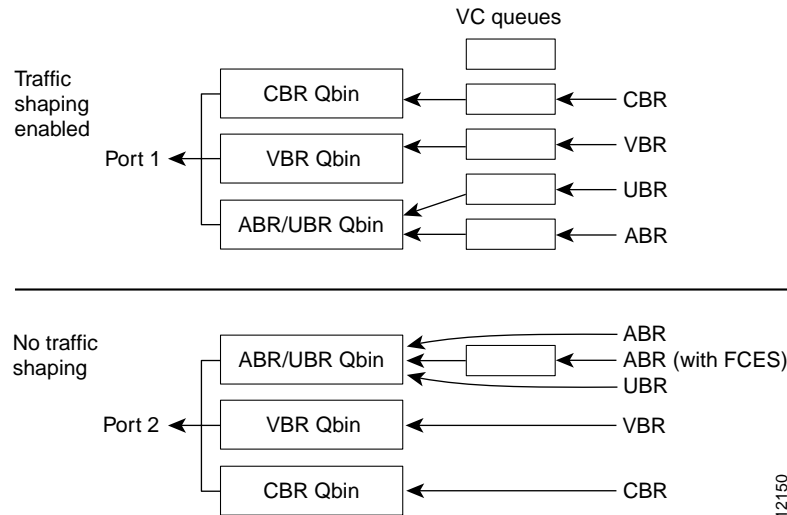 VC queues
Traffic
shaping
enabled
CBR Qbin
CBR
Port 1
VBR Qbin
VBR
UBR
ABR/UBR Qbin
ABR
No traffic
shaping
ABR
ABR/UBR Qbin
ABR (with FCES)
UBR
Port 2
VBR Qbin
VBR
CBR Qbin
CBR
12150